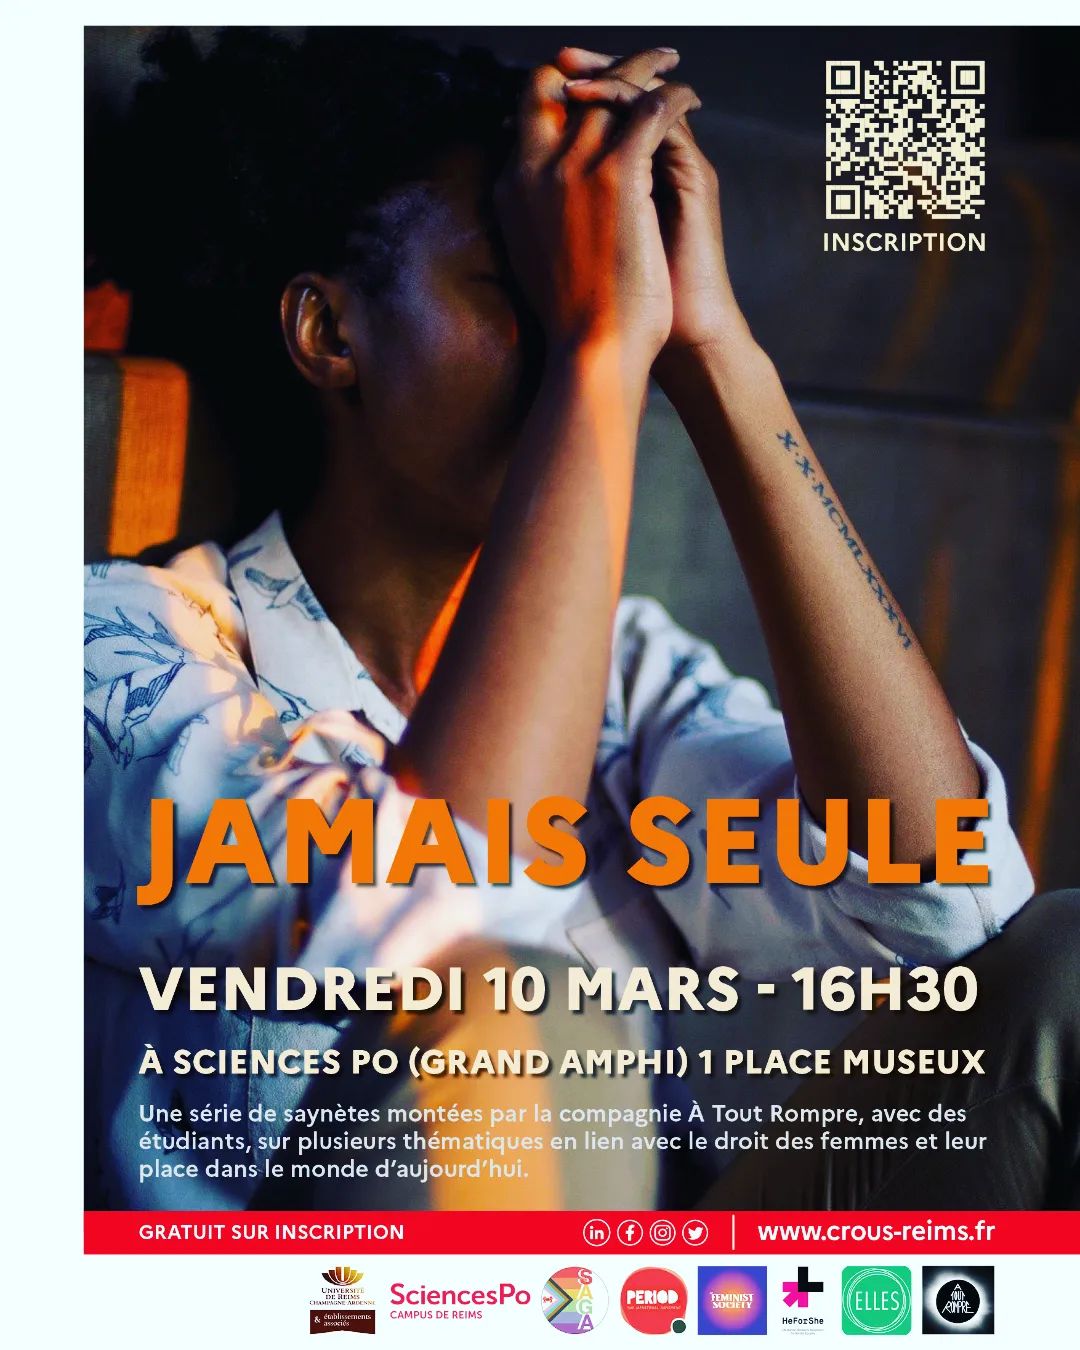 INSCRIPTION
X·X·MCMLXXXVI
JAMAIS SEULE
VENDREDI 10 MARS - 16H30
À SCIENCES PO (GRAND AMPHI) 1 PLACE MUSEUX
Une série de saynètes montées par la compagnie À Tout Rompre, avec des
étudiants, sur plusieurs thématiques en lien avec le droit des femmes et leur
place dans le monde d’aujourd’hui.
GRATUIT SUR INSCRIPTION
www.crous-reims.fr
UNIVERSITÉ
DE REIMS
CHAMPAGNE-ARDENNE
& établissements
associés
SciencesPo
CAMPUS DE REIMS
SAGA
PERIOD
FEMINIST
SOCIETY
HeForShe
ELLES
A
TOUT
ROMPRE